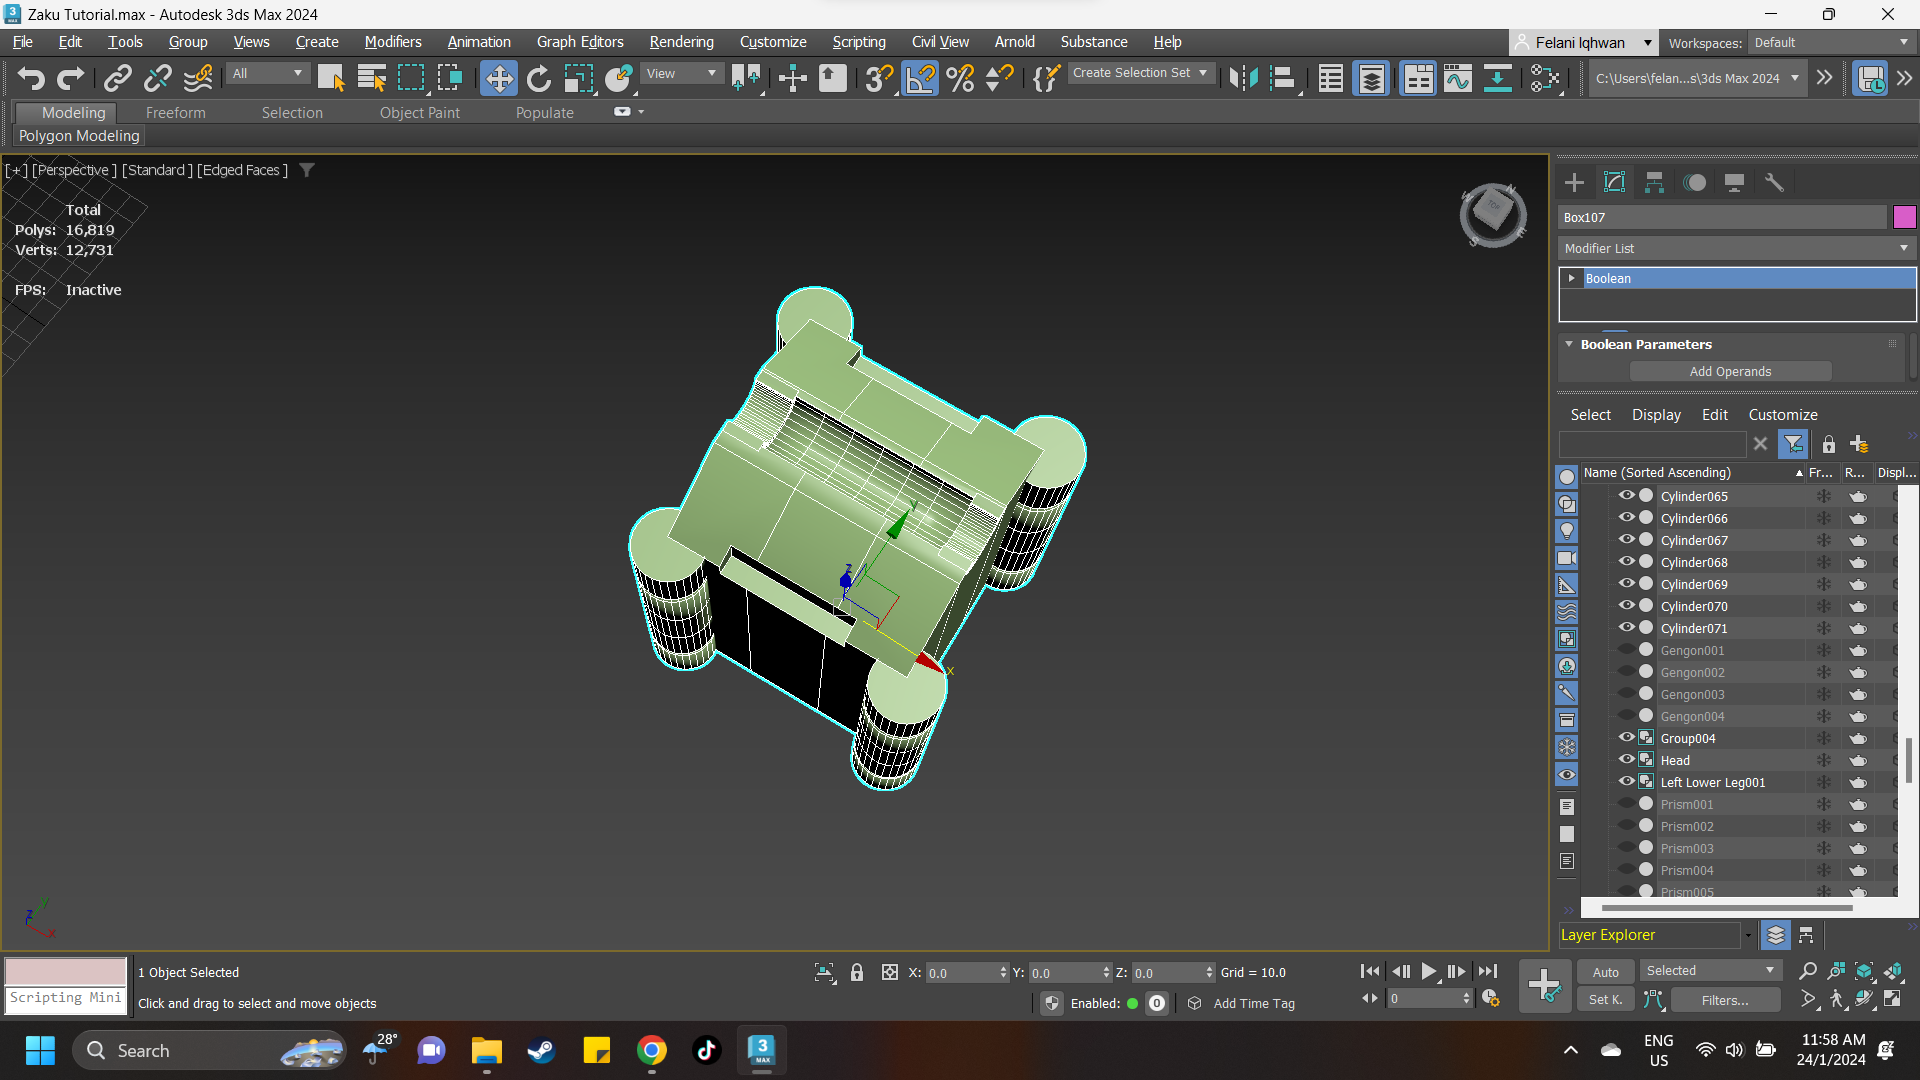 Zaku Tutorial.max - Autodesk 3ds Max 2024
File Edit Tools Group Views Create Modifiers Animation Graph Editors Rendering Customize Scripting Civil View Arnold Substance Help
Felani Iqhwan Workspaces: Default
All View Create Selection Set C:\Users\felan...s\3ds Max 2024
Modeling Freeform Selection Object Paint Populate
Polygon Modeling
[+] [Perspective] [Standard] [Edged Faces]
Total
Polys: 16,819
Verts: 12,731
FPS: Inactive
N
W
TOP
E
S
y
z
x
z
y
x
Box107
Modifier List
Boolean
Boolean Parameters
Add Operands
Select Display Edit Customize
Name (Sorted Ascending) Fr... R... Displ...
Cylinder065
Cylinder066
Cylinder067
Cylinder068
Cylinder069
Cylinder070
Cylinder071
Gengon001
Gengon002
Gengon003
Gengon004
Group004
Head
Left Lower Leg001
Prism001
Prism002
Prism003
Prism004
Prism005
Layer Explorer
1 Object Selected
X: 0.0 Y: 0.0 Z: 0.0 Grid = 10.0
Auto Selected
Scripting Mini
Click and drag to select and move objects
Enabled: 0 Add Time Tag
0
Set K. Filters...
Search
28°
3
MAX
ENG
US
11:58 AM
24/1/2024